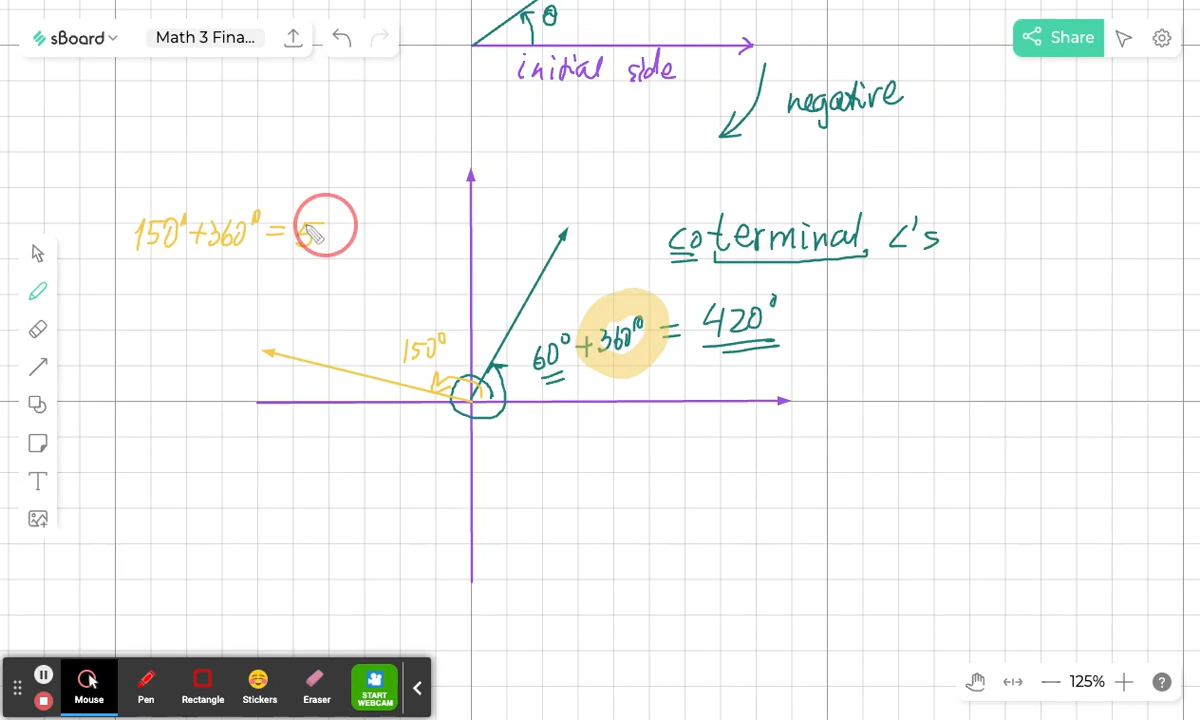 sBoard
Math 3 Fina...
Share
θ
initial side
negative
150°+360° = 5
coterminal <'s
60° + 360° = 420°
150°
T
Mouse
Pen
Rectangle
Stickers
Eraser
START
WEBCAM
125%
?